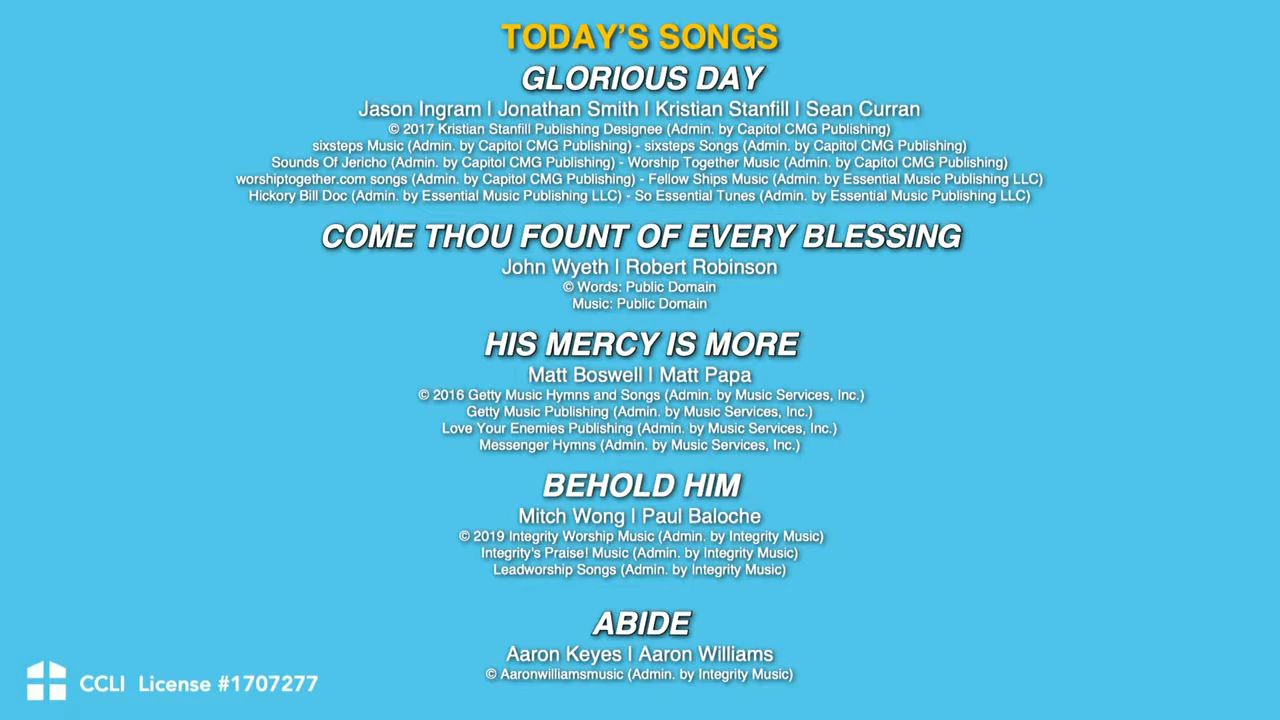 TODAY'S SONGS
GLORIOUS DAY
Jason Ingram | Jonathan Smith | Kristian Stanfill | Sean Curran
© 2017 Kristian Stanfill Publishing Designee (Admin. by Capitol CMG Publishing)
sixsteps Music (Admin. by Capitol CMG Publishing) - sixsteps Songs (Admin. by Capitol CMG Publishing)
Sounds Of Jericho (Admin. by Capitol CMG Publishing) - Worship Together Music (Admin. by Capitol CMG Publishing)
worshiptogether.com songs (Admin. by Capitol CMG Publishing) - Fellow Ships Music (Admin. by Essential Music Publishing LLC)
Hickory Bill Doc (Admin. by Essential Music Publishing LLC) - So Essential Tunes (Admin. by Essential Music Publishing LLC)
COME THOU FOUNT OF EVERY BLESSING
John Wyeth | Robert Robinson
© Words: Public Domain
Music: Public Domain
HIS MERCY IS MORE
Matt Boswell | Matt Papa
© 2016 Getty Music Hymns and Songs (Admin. by Music Services, Inc.)
Getty Music Publishing (Admin. by Music Services, Inc.)
Love Your Enemies Publishing (Admin. by Music Services, Inc.)
Messenger Hymns (Admin. by Music Services, Inc.)
BEHOLD HIM
Mitch Wong | Paul Baloche
© 2019 Integrity Worship Music (Admin. by Integrity Music)
Integrity's Praise! Music (Admin. by Integrity Music)
Leadworship Songs (Admin. by Integrity Music)
ABIDE
Aaron Keyes | Aaron Williams
© Aaronwilliamsmusic (Admin. by Integrity Music)
CCLI License #1707277